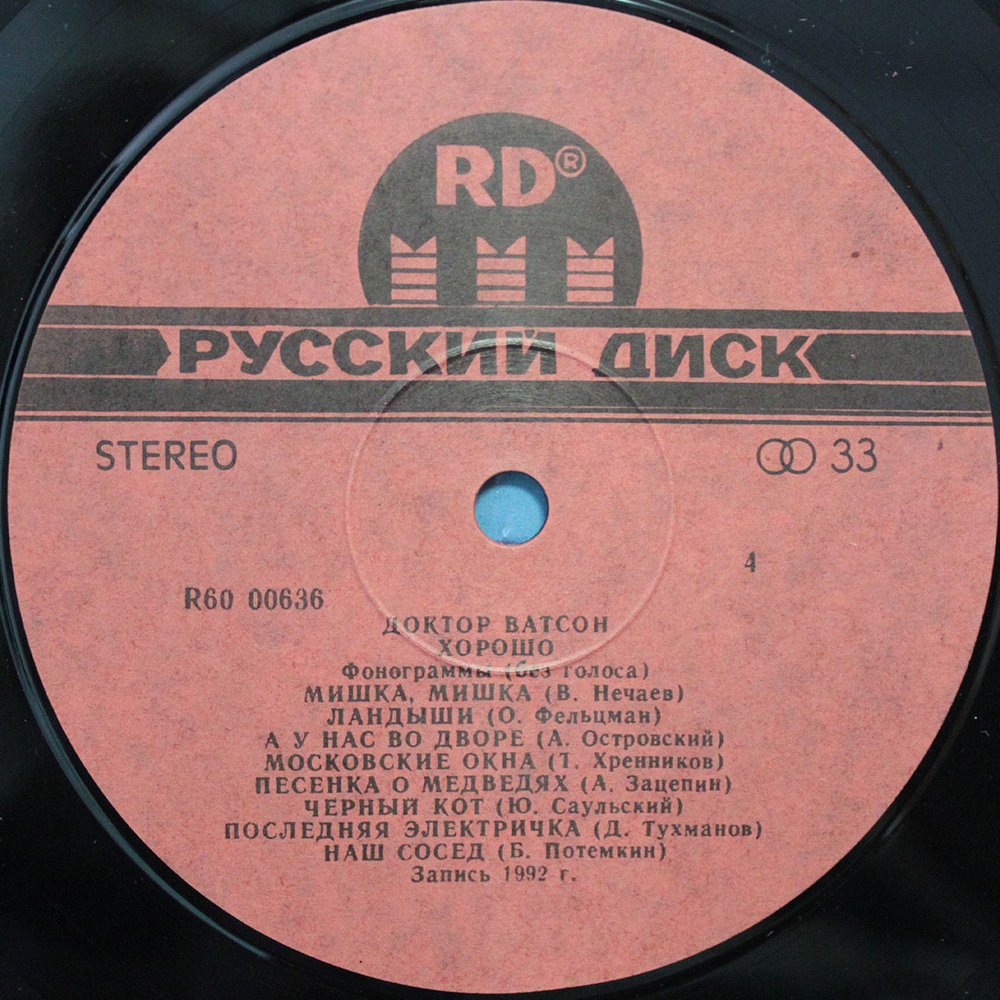 RD®
РУССКИЙ ДИСК
STEREO 33
4
R60 00636
ДОКТОР ВАТСОН
ХОРОШО
Фонограммы (без голоса)
МИШКА, МИШКА (В. Нечаев)
ЛАНДЫШИ (О. Фельцман)
А У НАС ВО ДВОРЕ (А. Островский)
МОСКОВСКИЕ ОКНА (Т. Хренников)
ПЕСЕНКА О МЕДВЕДЯХ (А. Зацепин)
ЧЕРНЫЙ КОТ (Ю. Саульский)
ПОСЛЕДНЯЯ ЭЛЕКТРИЧКА (Д. Тухманов)
НАШ СОСЕД (Б. Потемкин)
Запись 1992 г.